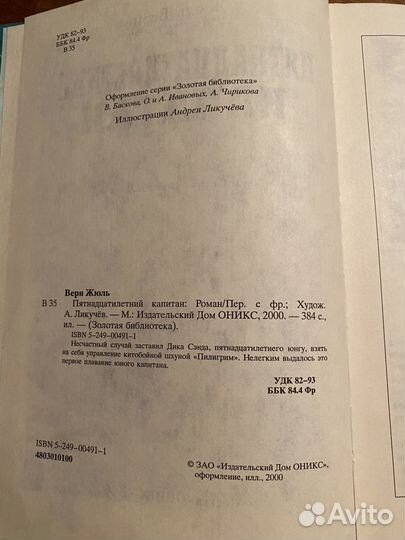 УДК 82–93
ББК 84.4 Фр
В 35
Оформление серии «Золотая библиотека»
В. Баскова, О. и А. Ивановых, А. Чирикова
Иллюстрации Андрея Ликучёва
Верн Жюль
В 35 Пятнадцатилетний капитан: Роман/Пер. с фр.; Худож.
А. Ликучёв. — М.: Издательский Дом ОНИКС, 2000. — 384 с.,
ил. — (Золотая библиотека).
ISBN 5–249–00491–1
Несчастный случай заставил Дика Сэнда, пятнадцатилетнего юнгу, взять
на себя управление китобойной шхуной «Пилигрим». Нелегким выдалось это
первое плавание юного капитана.
УДК 82–93
ББК 84.4 Фр
ISBN 5–249–00491–1
4803010100
© ЗАО «Издательский Дом ОНИКС»,
оформление, илл., 2000
Avito